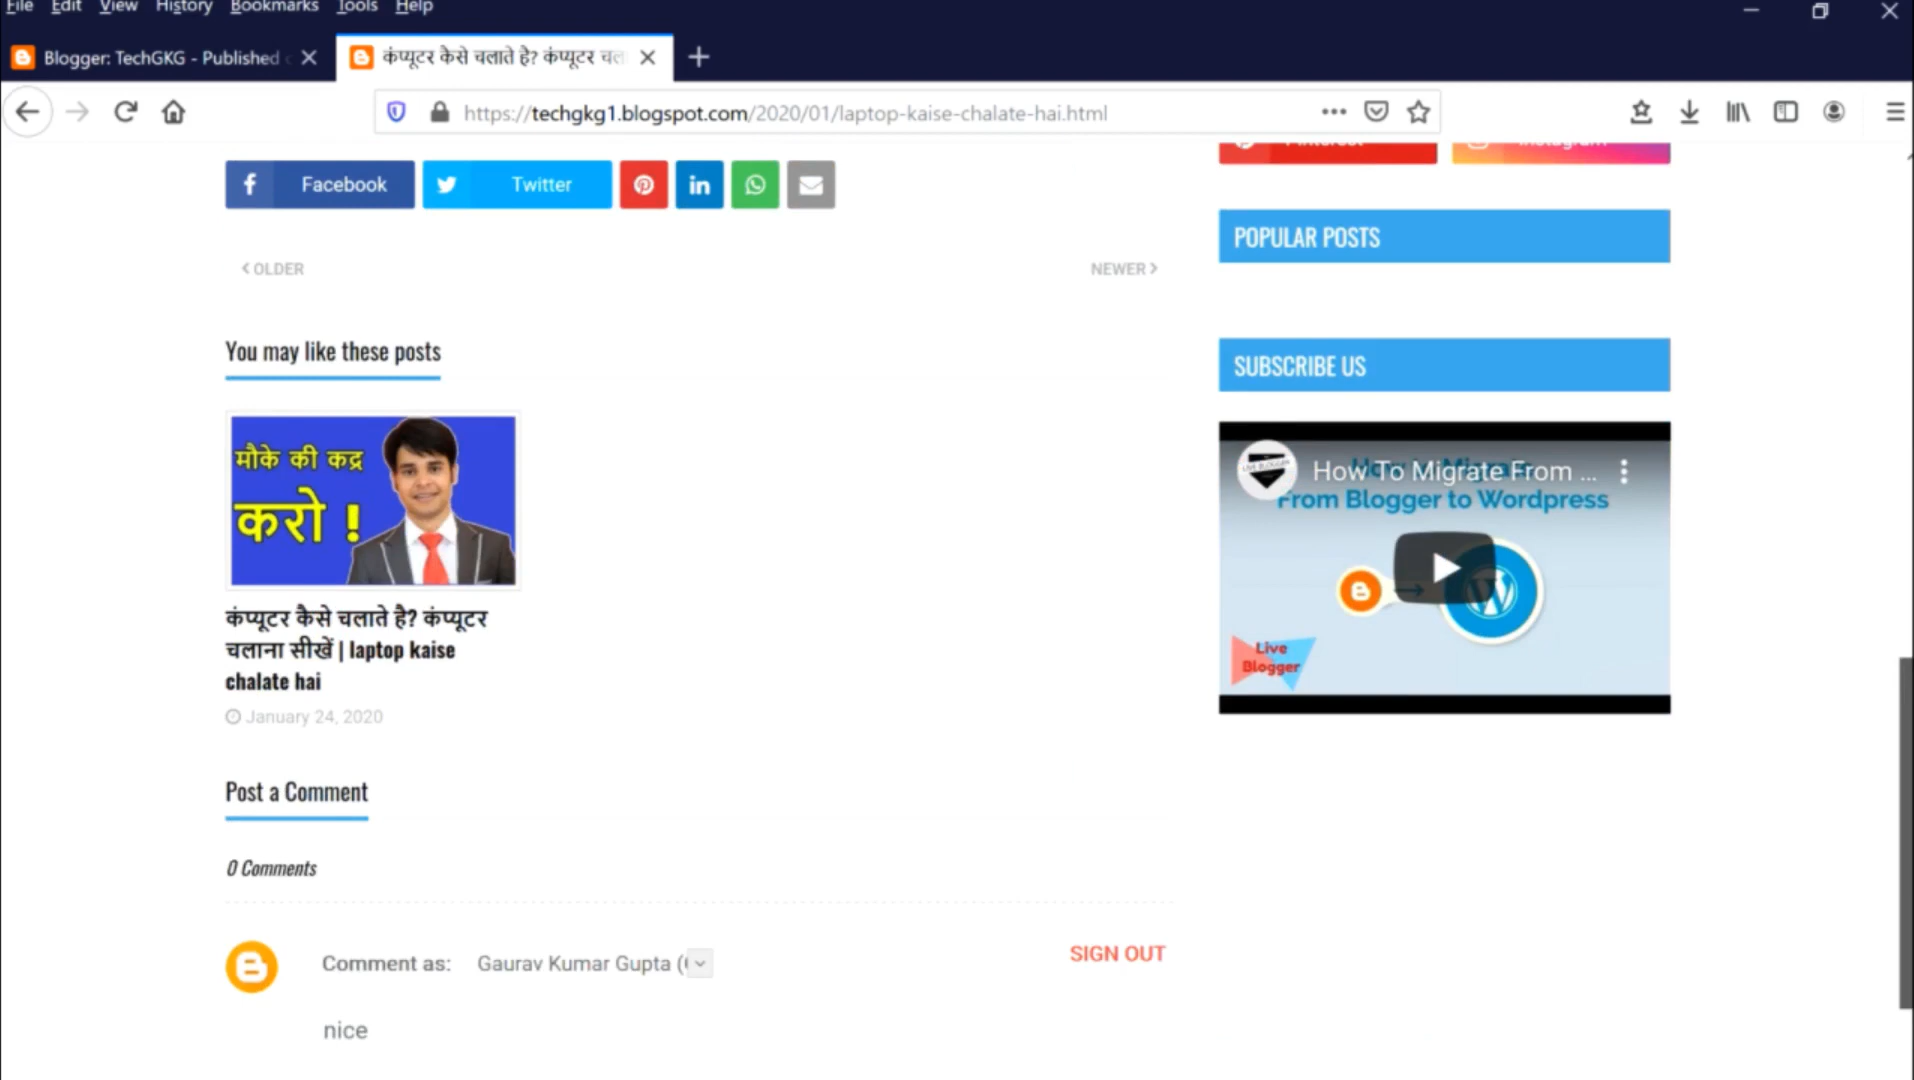 File Edit View History Bookmarks Tools Help
Blogger: TechGKG - Published
कंप्यूटर कैसे चलाते है? कंप्यूटर चल
https://techgkg1.blogspot.com/2020/01/laptop-kaise-chalate-hai.html
Pinterest
Instagram
Facebook
Twitter
OLDER
NEWER
POPULAR POSTS
You may like these posts
SUBSCRIBE US
मौके की कद्र
करो !
How To Migrate From ...
From Blogger to Wordpress
Live
Blogger
कंप्यूटर कैसे चलाते है? कंप्यूटर
चलाना सीखें | laptop kaise
chalate hai
January 24, 2020
Post a Comment
0 Comments
Comment as: Gaurav Kumar Gupta (
SIGN OUT
nice